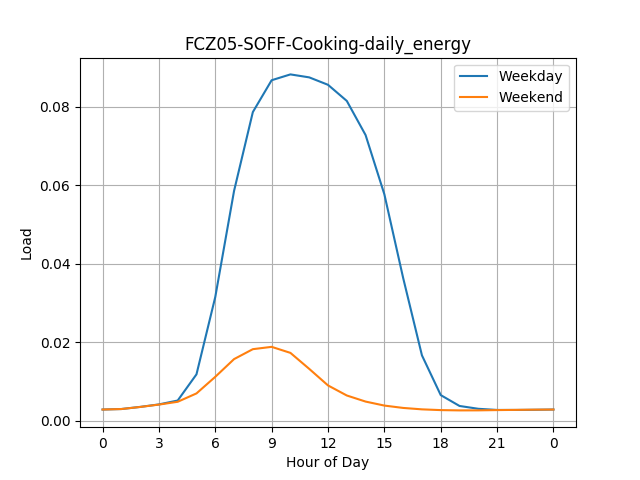 FCZ05-SOFF-Cooking-daily_energy
Weekday
Weekend
0.08
0.06
0.04
0.02
0.00
Load
0 3 6 9 12 15 18 21 0
Hour of Day